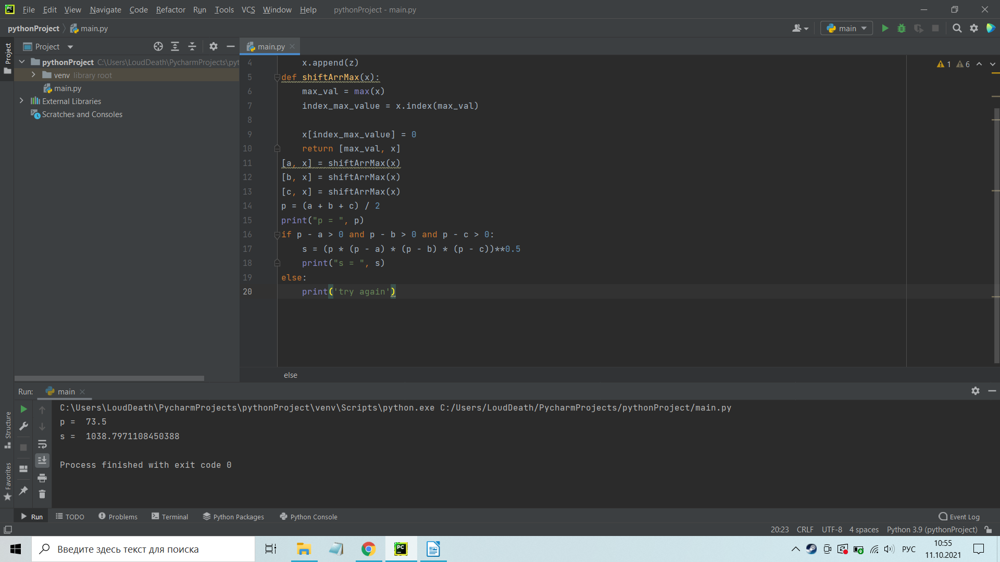 PC File Edit View Navigate Code Refactor Run Tools VCS Window Help pythonProject - main.py
pythonProject main.py main
Project
Project main.py
pythonProject C:\Users\LoudDeath\PycharmProjects\pyt
venv library root
main.py
External Libraries
Scratches and Consoles
1 6
4 x.append(z)
5 def shiftArrMax(x):
6 max_val = max(x)
7 index_max_value = x.index(max_val)
8
9 x[index_max_value] = 0
10 return [max_val, x]
11 [a, x] = shiftArrMax(x)
12 [b, x] = shiftArrMax(x)
13 [c, x] = shiftArrMax(x)
14 p = (a + b + c) / 2
15 print("p = ", p)
16 if p - a > 0 and p - b > 0 and p - c > 0:
17 s = (p * (p - a) * (p - b) * (p - c))**0.5
18 print("s = ", s)
19 else:
20 print('try again')
else
Run: main
C:\Users\LoudDeath\PycharmProjects\pythonProject\venv\Scripts\python.exe C:/Users/LoudDeath/PycharmProjects/pythonProject/main.py
p =  73.5
s =  1038.7971108450388
Process finished with exit code 0
Structure
Favorites
Run TODO Problems Terminal Python Packages Python Console Event Log
20:23 CRLF UTF-8 4 spaces Python 3.9 (pythonProject)
Введите здесь текст для поиска
PC
РУС
10:55
11.10.2021